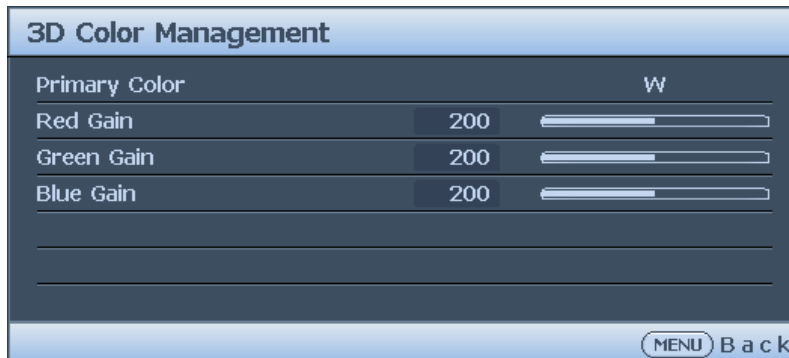 3D Color Management
Primary Color W
Red Gain 200
Green Gain 200
Blue Gain 200
MENU Back